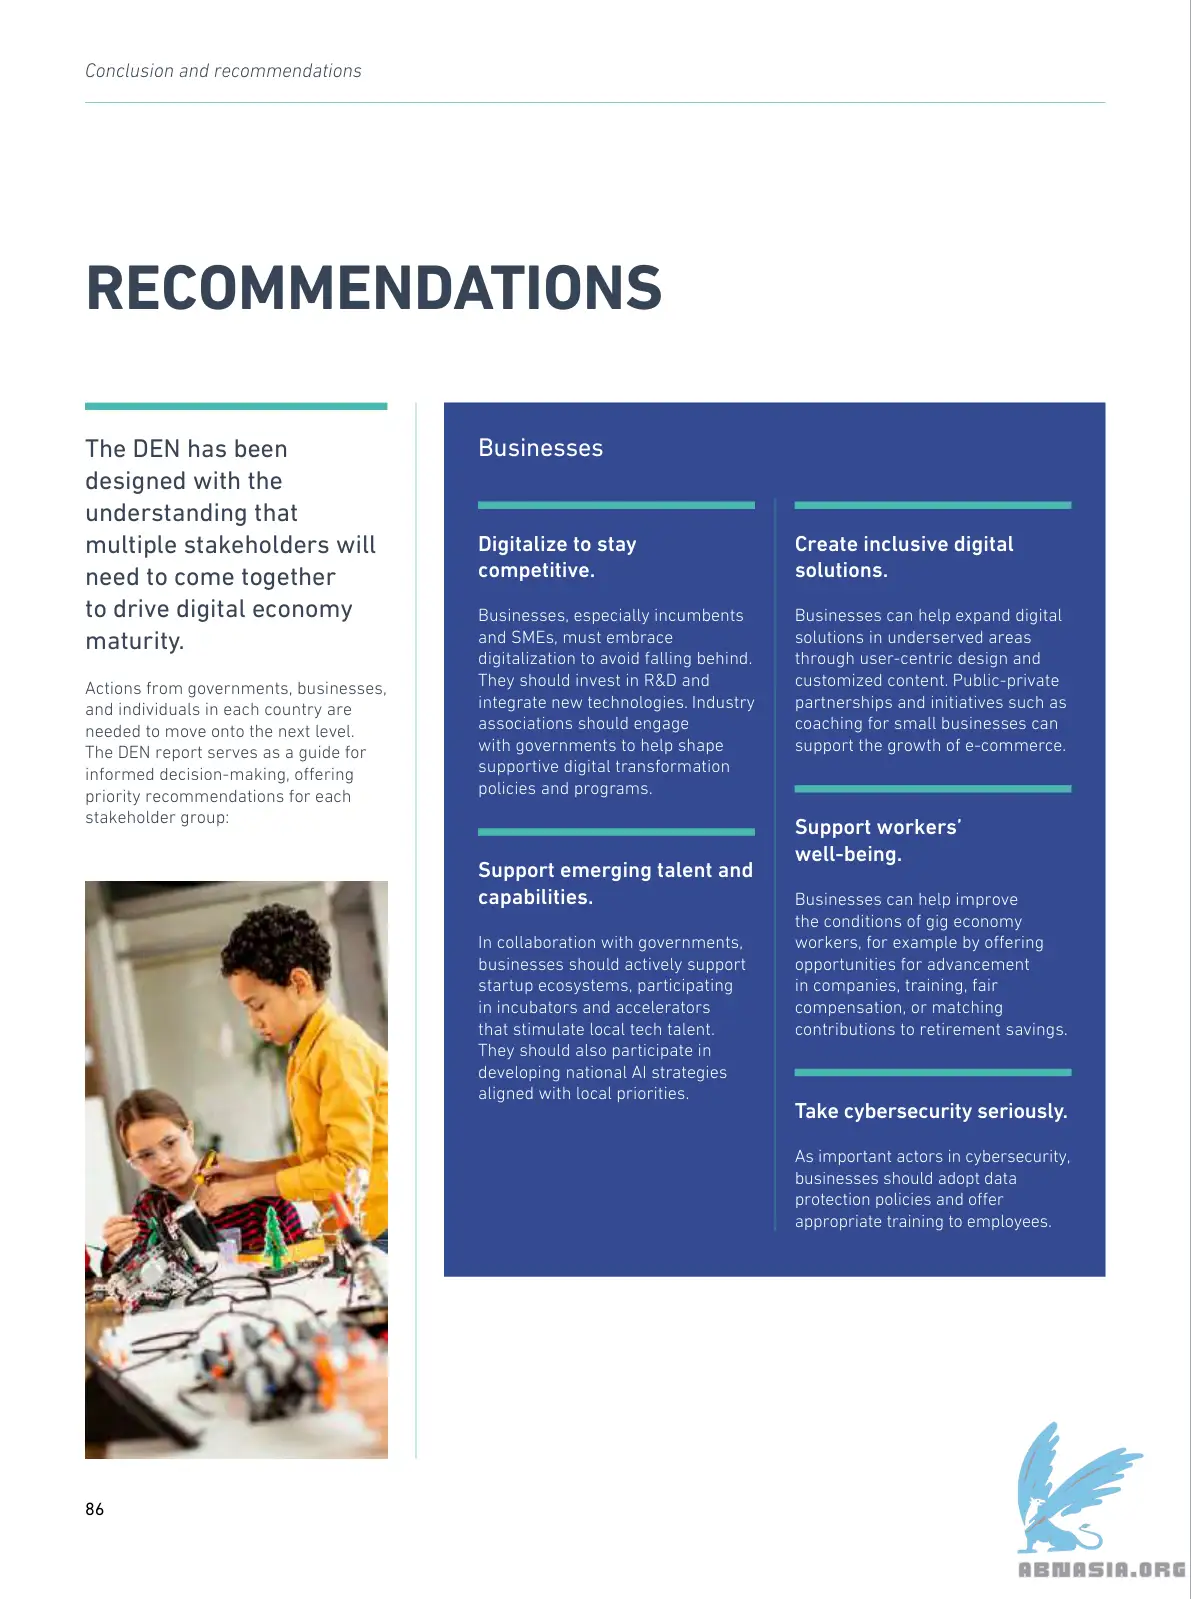 Conclusion and recommendations
RECOMMENDATIONS
The DEN has been
designed with the
understanding that
multiple stakeholders will
need to come together
to drive digital economy
maturity.
Actions from governments, businesses,
and individuals in each country are
needed to move onto the next level.
The DEN report serves as a guide for
informed decision-making, offering
priority recommendations for each
stakeholder group:
Businesses
Digitalize to stay
competitive.
Businesses, especially incumbents
and SMEs, must embrace
digitalization to avoid falling behind.
They should invest in R&D and
integrate new technologies. Industry
associations should engage
with governments to help shape
supportive digital transformation
policies and programs.
Support emerging talent and
capabilities.
In collaboration with governments,
businesses should actively support
startup ecosystems, participating
in incubators and accelerators
that stimulate local tech talent.
They should also participate in
developing national AI strategies
aligned with local priorities.
Create inclusive digital
solutions.
Businesses can help expand digital
solutions in underserved areas
through user-centric design and
customized content. Public-private
partnerships and initiatives such as
coaching for small businesses can
support the growth of e-commerce.
Support workers’
well-being.
Businesses can help improve
the conditions of gig economy
workers, for example by offering
opportunities for advancement
in companies, training, fair
compensation, or matching
contributions to retirement savings.
Take cybersecurity seriously.
As important actors in cybersecurity,
businesses should adopt data
protection policies and offer
appropriate training to employees.
86
ABNASIA.ORG